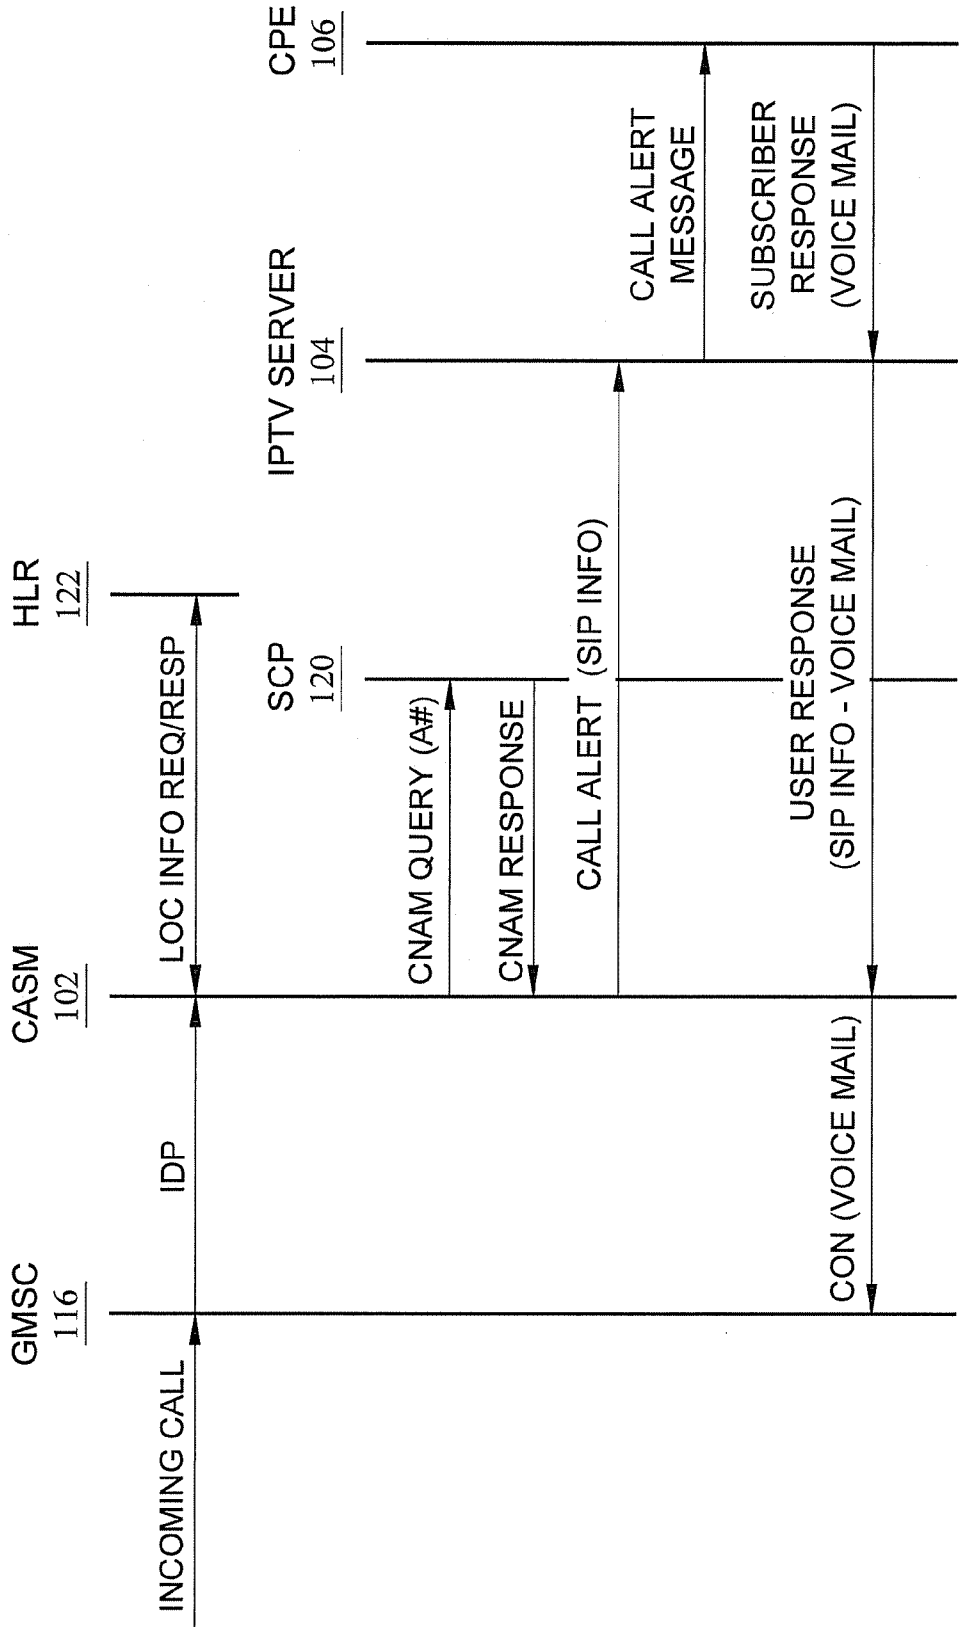 GMSC
116
CASM
102
HLR
122
SCP
120
IPTV SERVER
104
CPE
106
INCOMING CALL
IDP
LOC INFO REQ/RESP
CNAM QUERY (A#)
CNAM RESPONSE
CALL ALERT (SIP INFO)
CALL ALERT
MESSAGE
SUBSCRIBER
RESPONSE
(VOICE MAIL)
USER RESPONSE
(SIP INFO - VOICE MAIL)
CON (VOICE MAIL)